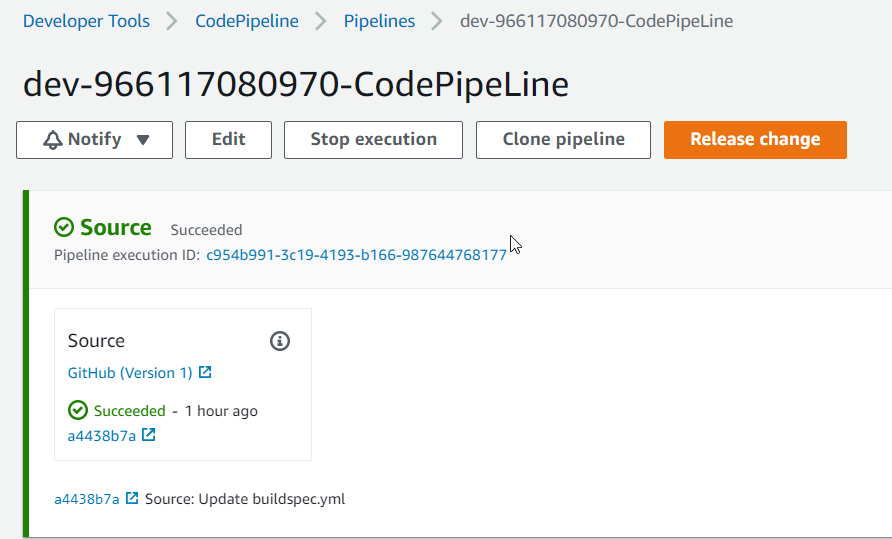 Developer Tools > CodePipeline > Pipelines > dev-966117080970-CodePipeLine
dev-966117080970-CodePipeLine
Notify Edit Stop execution Clone pipeline Release change
Source Succeeded
Pipeline execution ID: c954b991-3c19-4193-b166-987644768177
Source
GitHub (Version 1)
Succeeded - 1 hour ago
a4438b7a
a4438b7a Source: Update buildspec.yml